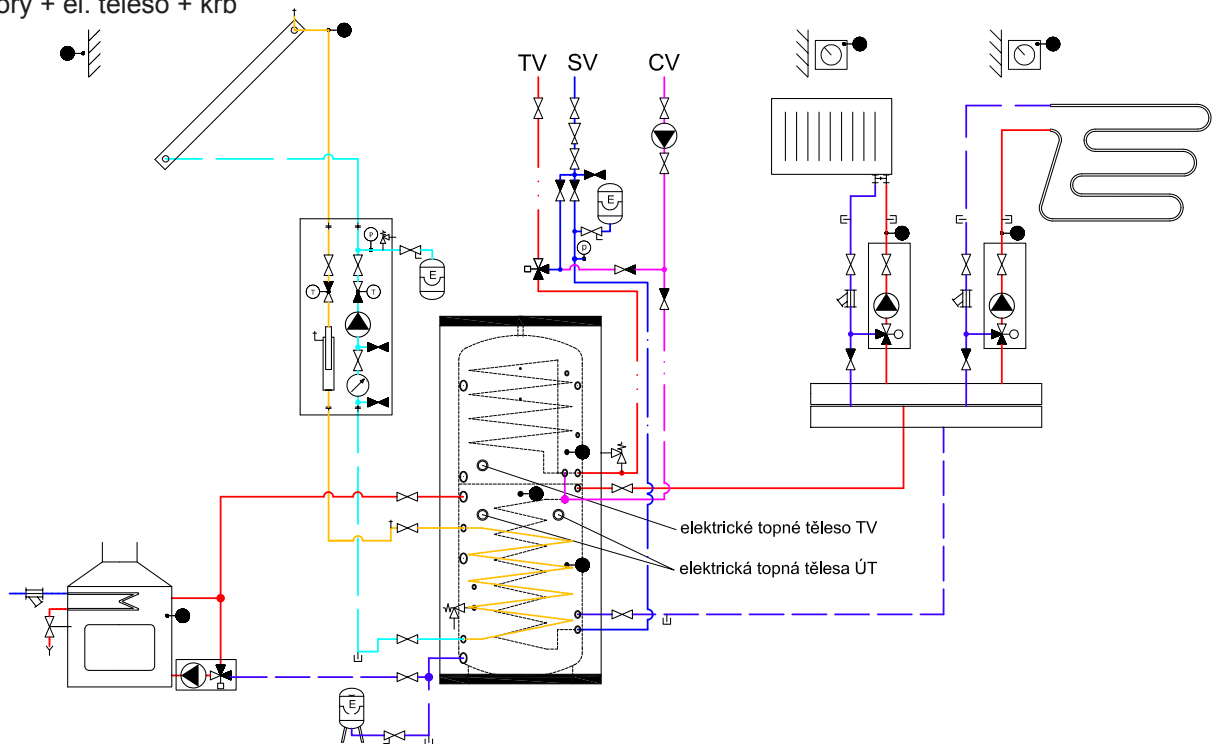 ory + el. těleso + krb
TV SV CV
P
E
E
P
T
T
elektrické topné těleso TV
elektrická topná tělesa ÚT
E